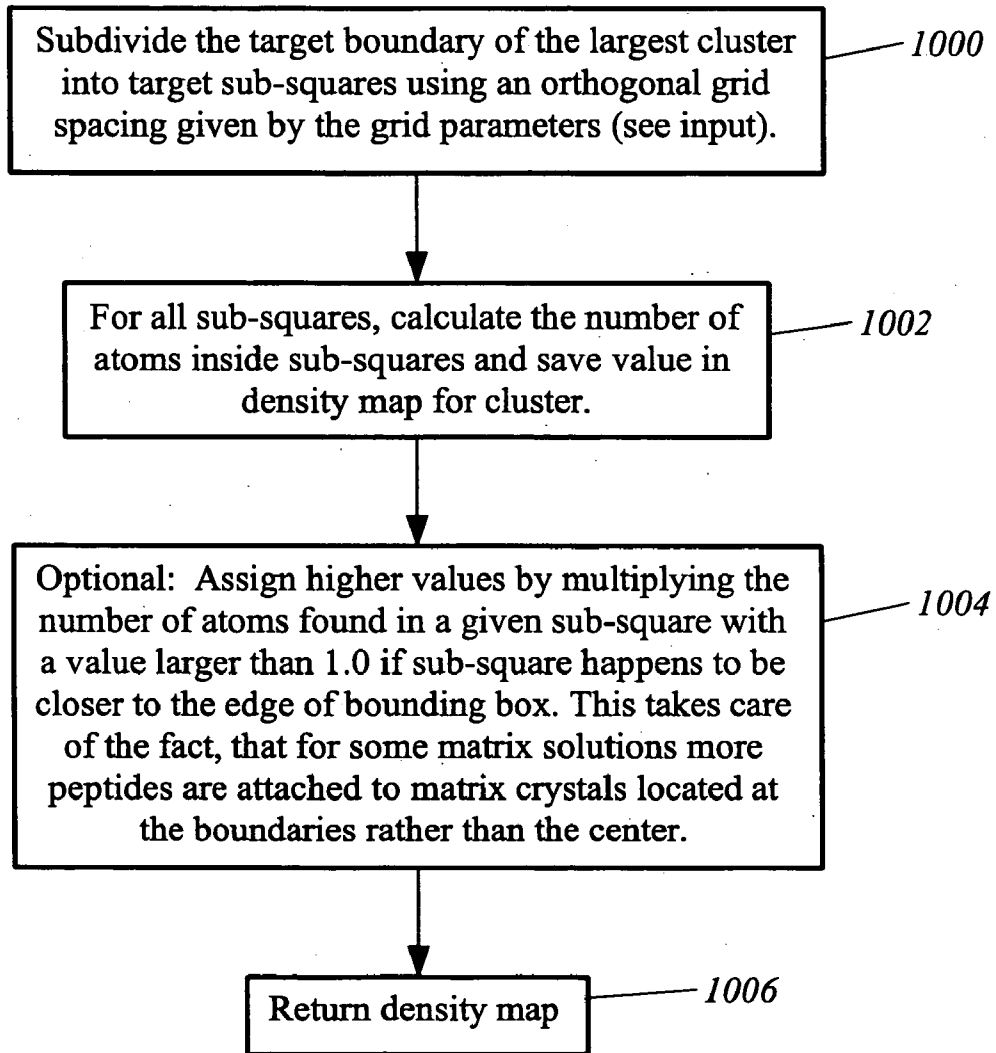 Subdivide the target boundary of the largest cluster
into target sub-squares using an orthogonal grid
spacing given by the grid parameters (see input).
1000
For all sub-squares, calculate the number of
atoms inside sub-squares and save value in
density map for cluster.
1002
Optional: Assign higher values by multiplying the
number of atoms found in a given sub-square with
a value larger than 1.0 if sub-square happens to be
closer to the edge of bounding box. This takes care
of the fact, that for some matrix solutions more
peptides are attached to matrix crystals located at
the boundaries rather than the center.
1004
Return density map
1006